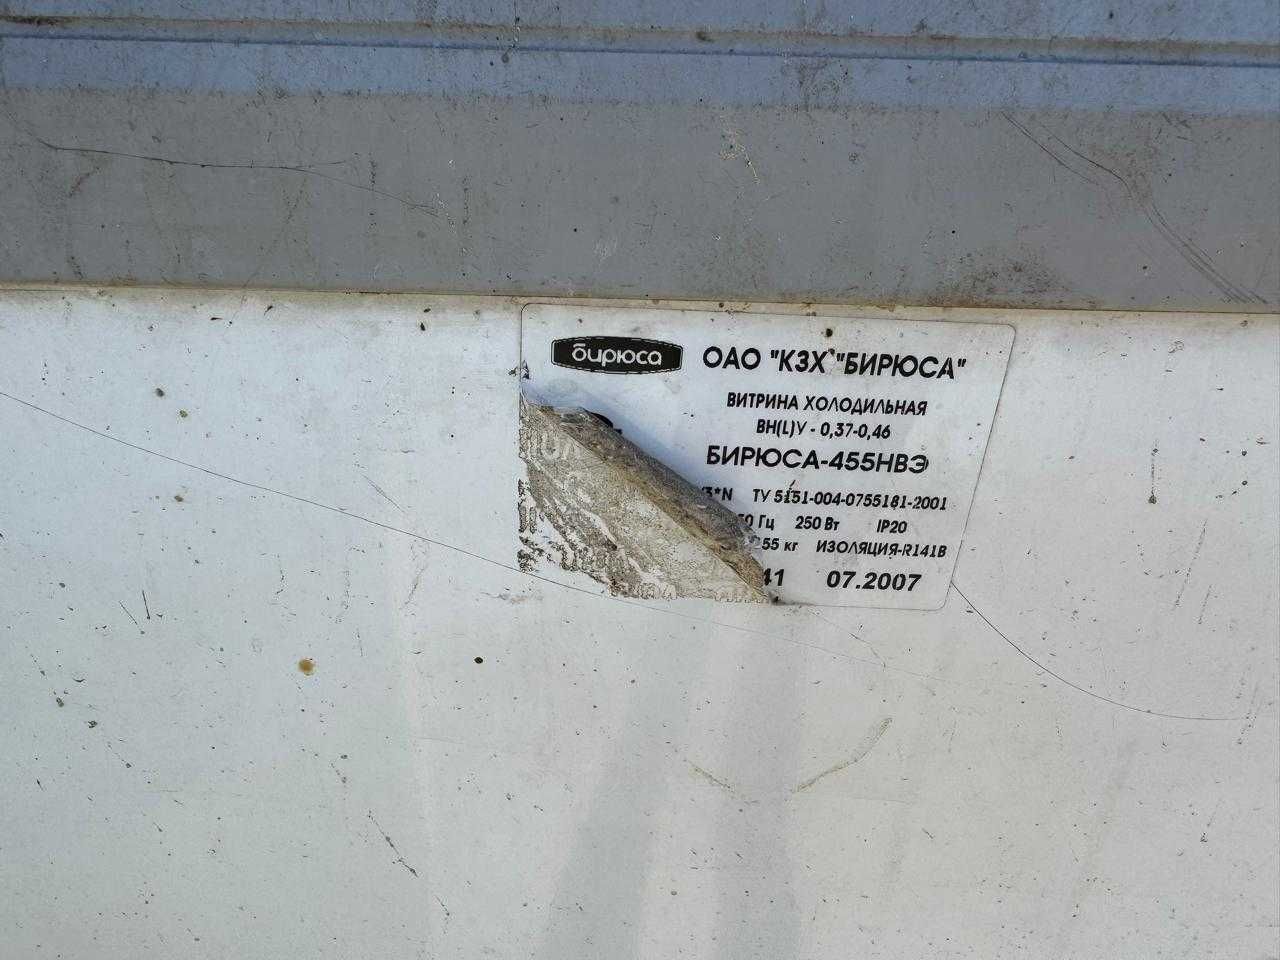 бирюса ОАО "КЗХ "БИРЮСА"
ВИТРИНА ХОЛОДИЛЬНАЯ
ВН(L)У - 0,37-0,46
БИРЮСА-455НВЭ
ТУ 5151-004-0755181-2001
Гц 250 Вт IP20
55 кг ИЗОЛЯЦИЯ-R141B
41 07.2007